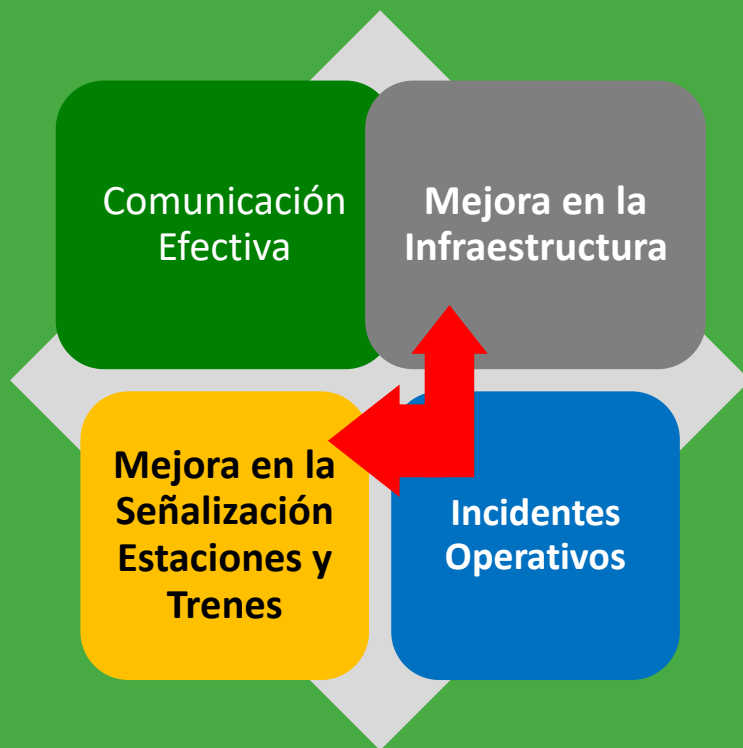 Comunicación
Efectiva
Mejora en la
Infraestructura
Mejora en la
Señalización
Estaciones y
Trenes
Incidentes
Operativos